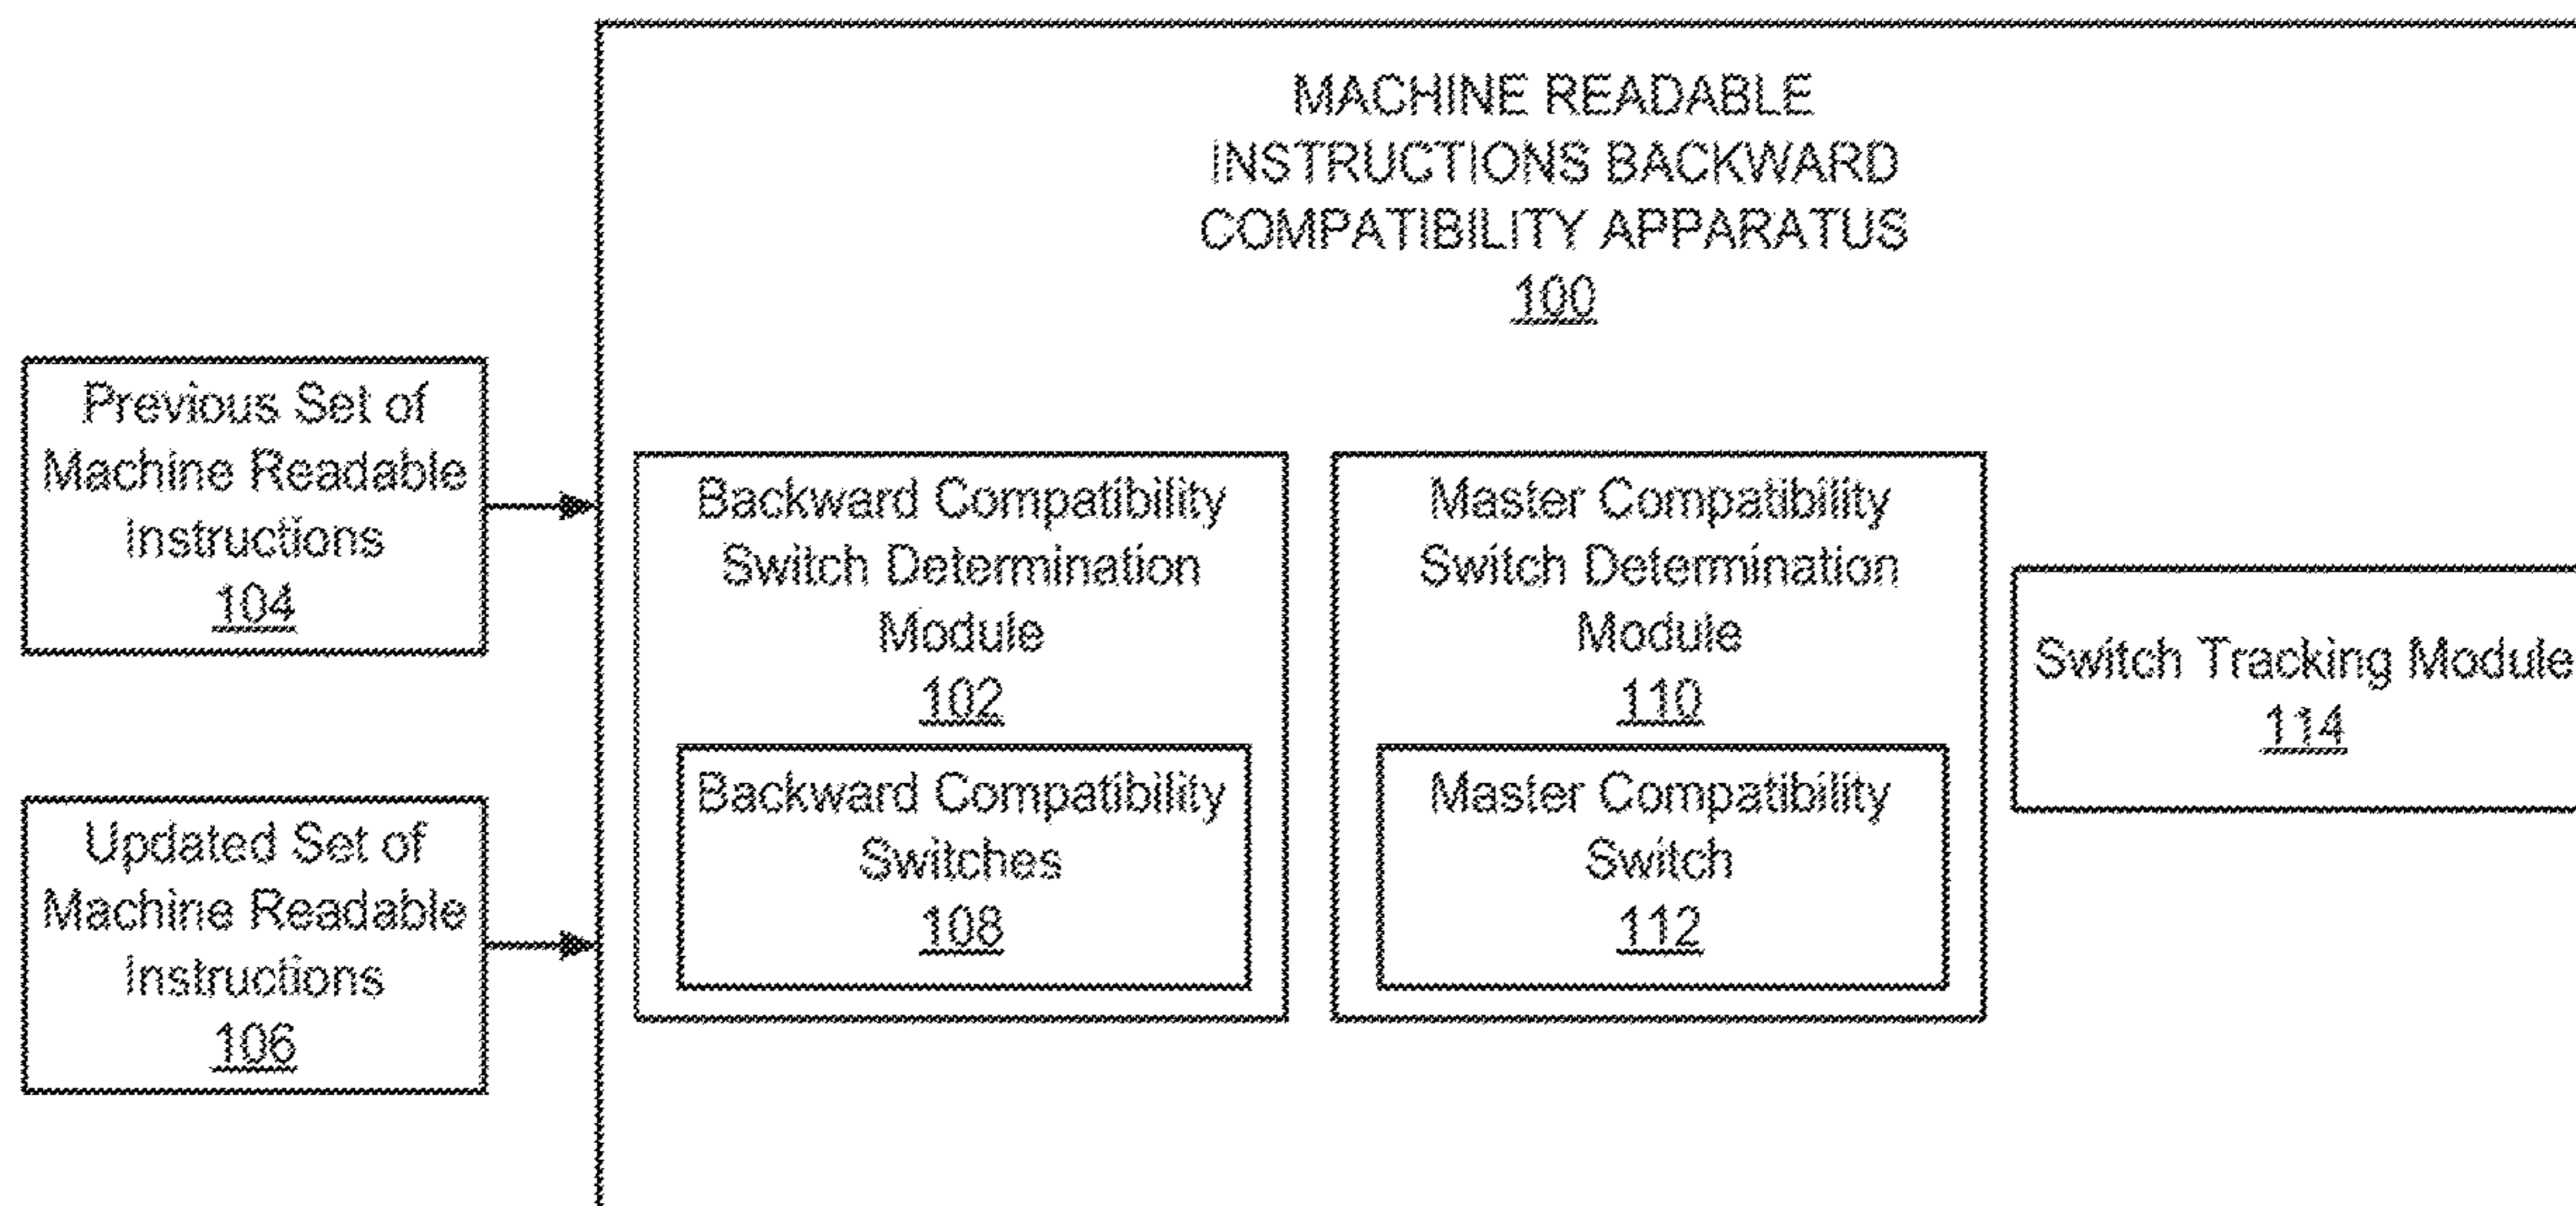 MACHINE READABLE
INSTRUCTIONS BACKWARD
COMPATIBILITY APPARATUS
100
Previous Set of
Machine Readable
Instructions
104
Updated Set of
Machine Readable
Instructions
106
Backward Compatibility
Switch Determination
Module
102
Backward Compatibility
Switches
108
Master Compatibility
Switch Determination
Module
110
Master Compatibility
Switch
112
Switch Tracking Module
114